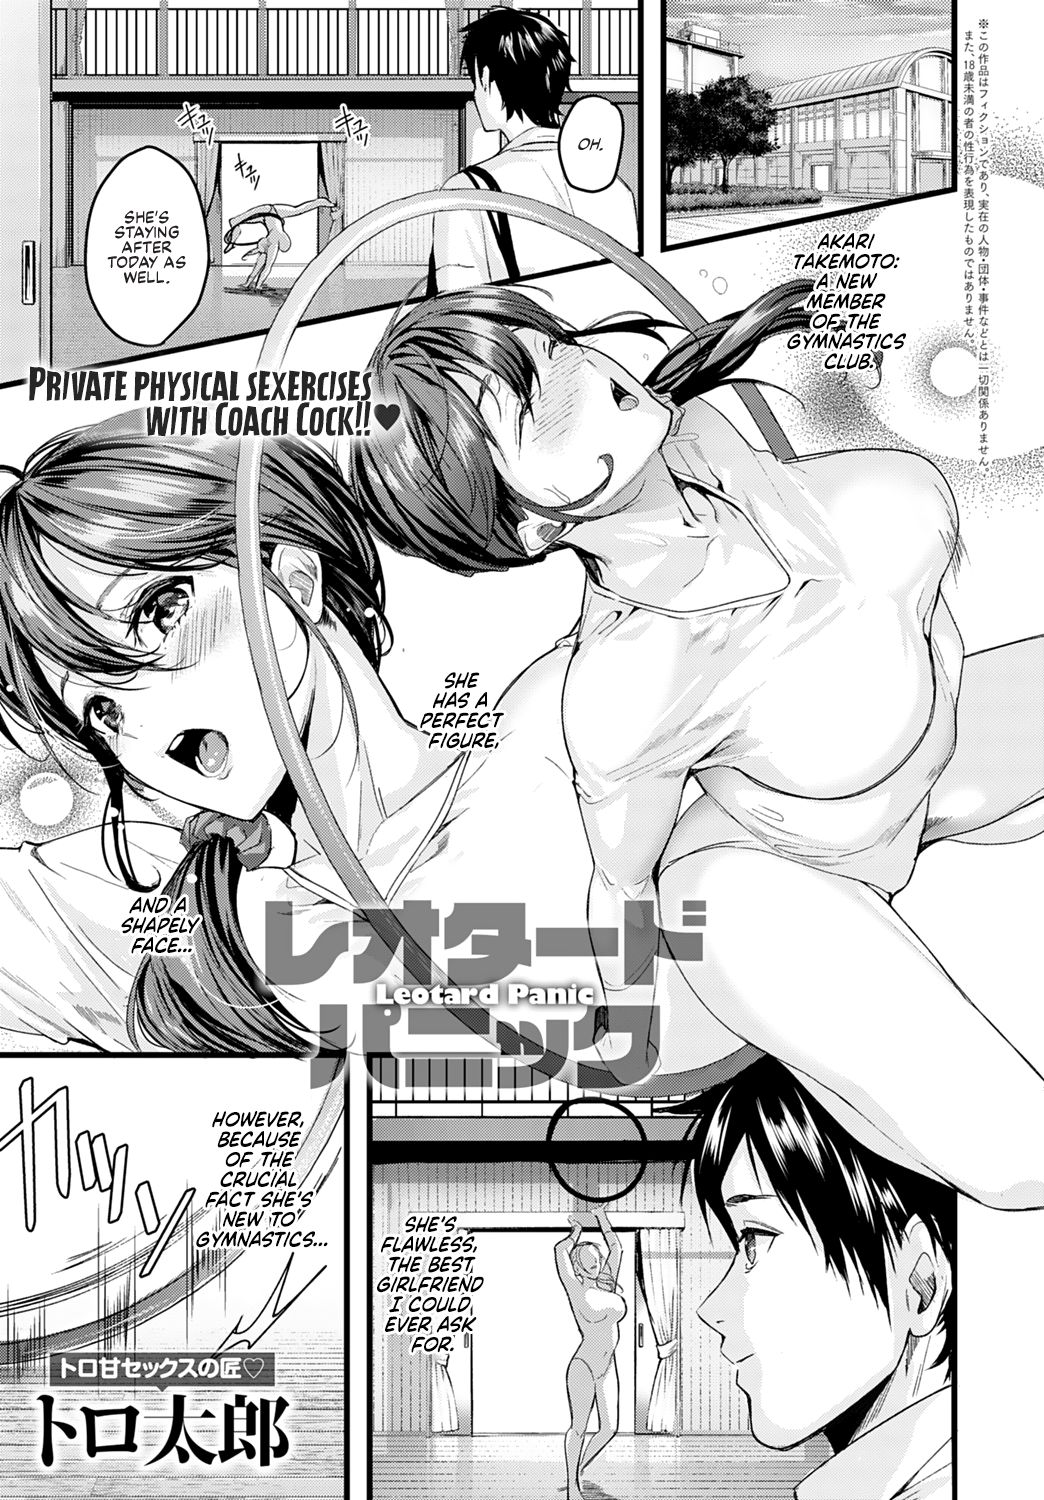 ※この作品はフィクションであり、実在の人物・団体・事件などとは一切関係ありません。
また、18歳未満の者の性行為を表現したものではありません。
OH.
キュッ
キュッ
キュッ
SHE'S
STAYING
AFTER
TODAY AS
WELL.
AKARI
TAKEMOTO:
A NEW
MEMBER
OF THE
GYMNASTICS
CLUB.
PRIVATE PHYSICAL SEXERCISES
WITH COACH COCK!!♥
SHE
HAS A
PERFECT
FIGURE,
AND A
SHAPELY
FACE...
レオタード
Leotard Panic
パニック
SHE'S
FLAWLESS,
THE BEST
GIRLFRIEND
I COULD
EVER ASK
FOR.
HOWEVER,
BECAUSE
OF THE
CRUCIAL
FACT SHE'S
NEW TO
GYMNASTICS...
カッ
トロ甘セックスの匠♡
トロ太郎